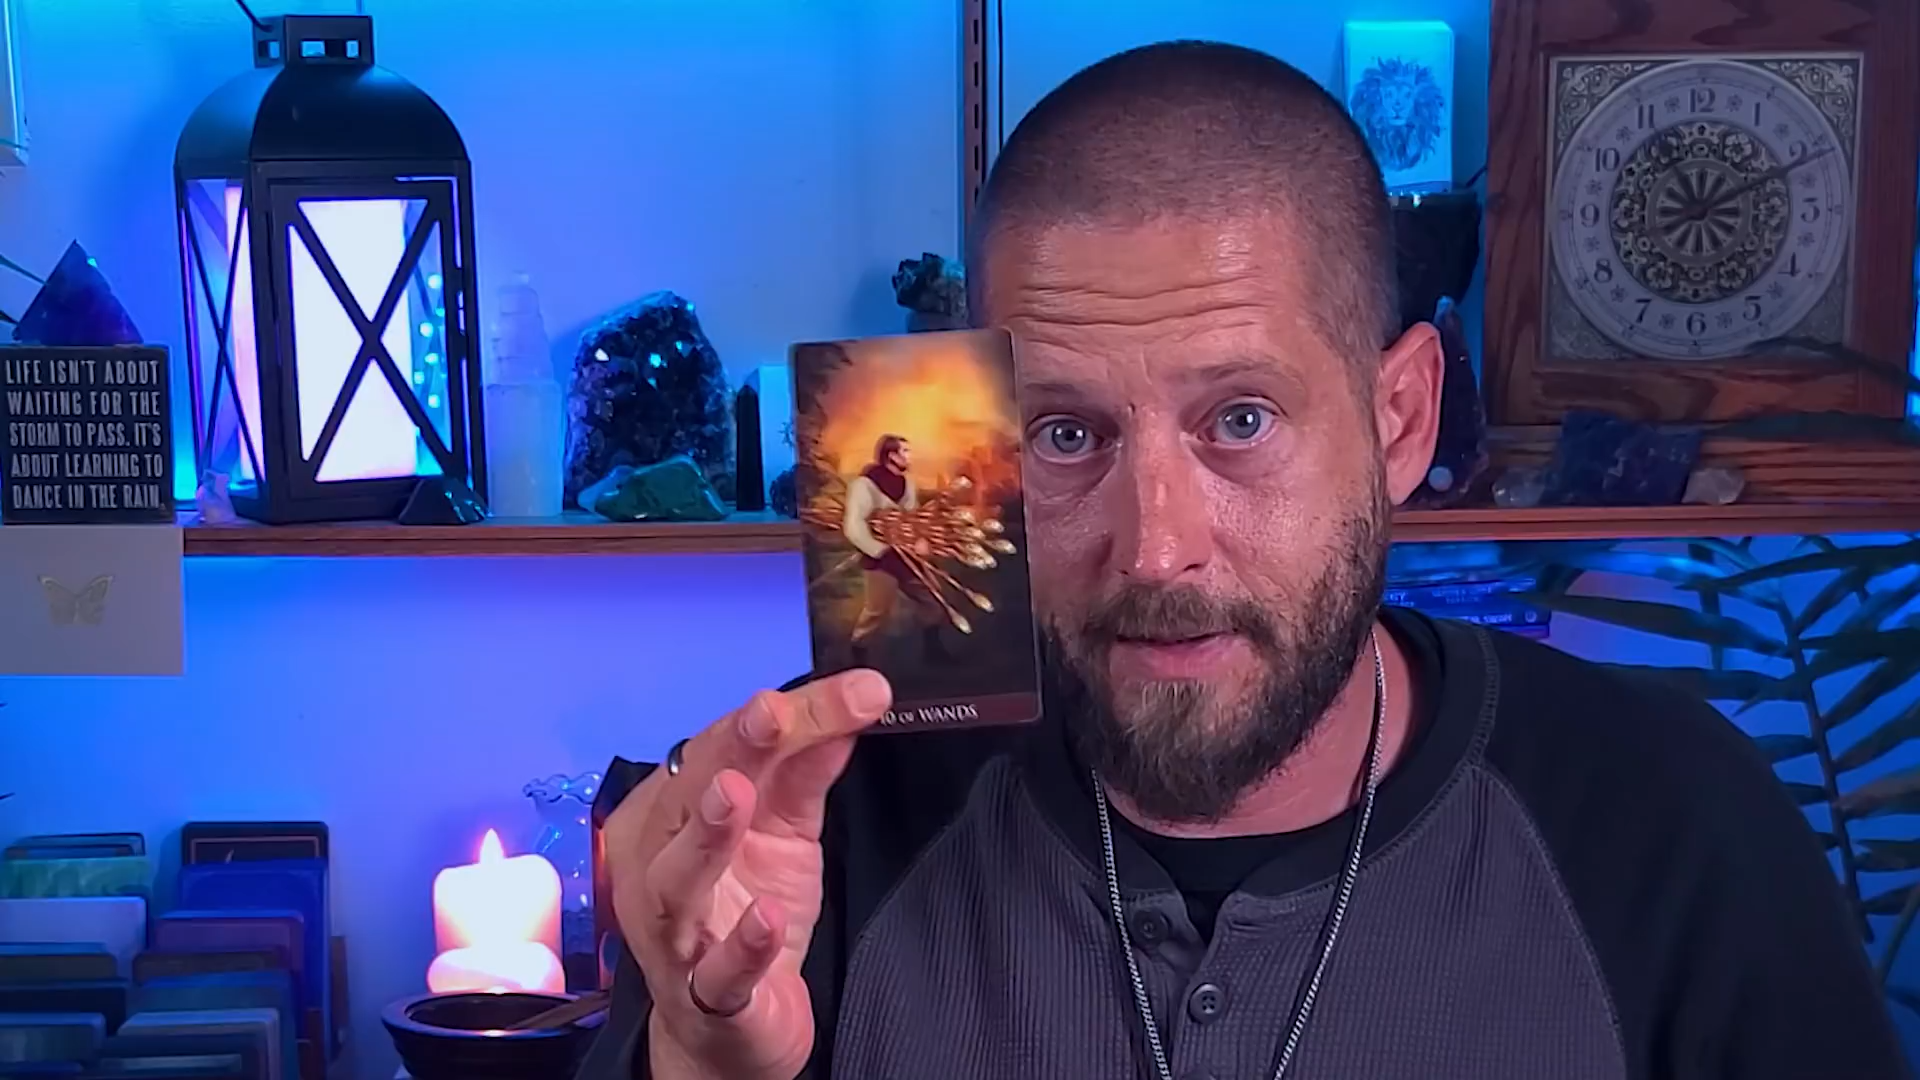 LIFE ISN'T ABOUT
WAITING FOR THE
STORM TO PASS. IT'S
ABOUT LEARNING TO
DANCE IN THE RAIN.
10 OF WANDS
11 12 1
10 2
9 3
8 4
7 6 5